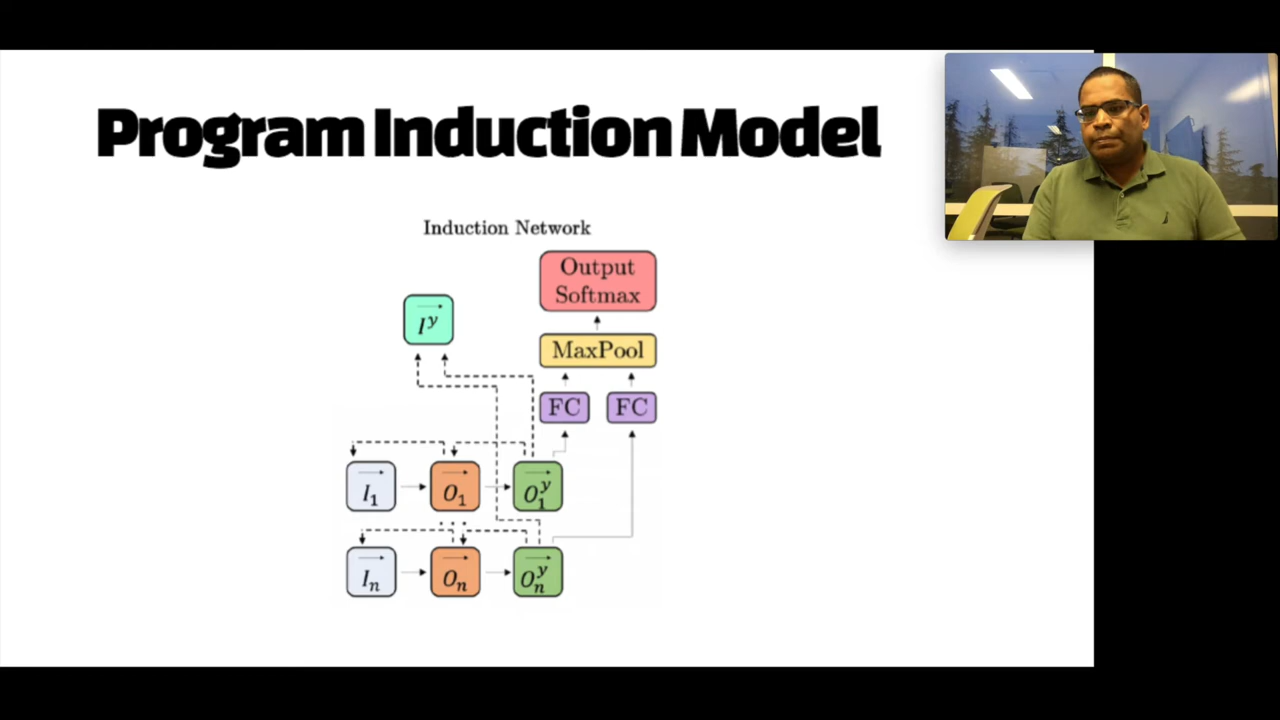 Program Induction Model
Induction Network
Output
Softmax
I^y
MaxPool
FC FC
I_1 O_1 O_1^y
...
I_n O_n O_n^y